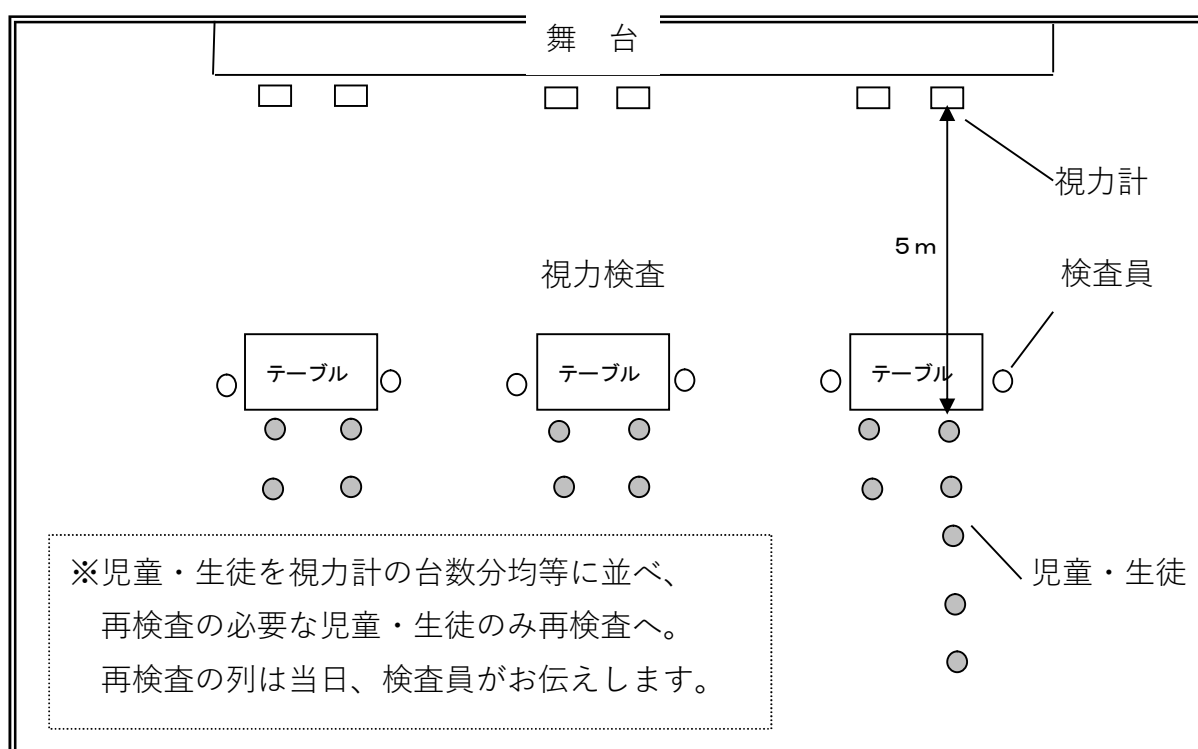 舞　台
視力計
5m
視力検査
検査員
テーブル
テーブル
テーブル
※児童・生徒を視力計の台数分均等に並べ、
再検査の必要な児童・生徒のみ再検査へ。
再検査の列は当日、検査員がお伝えします。
児童・生徒